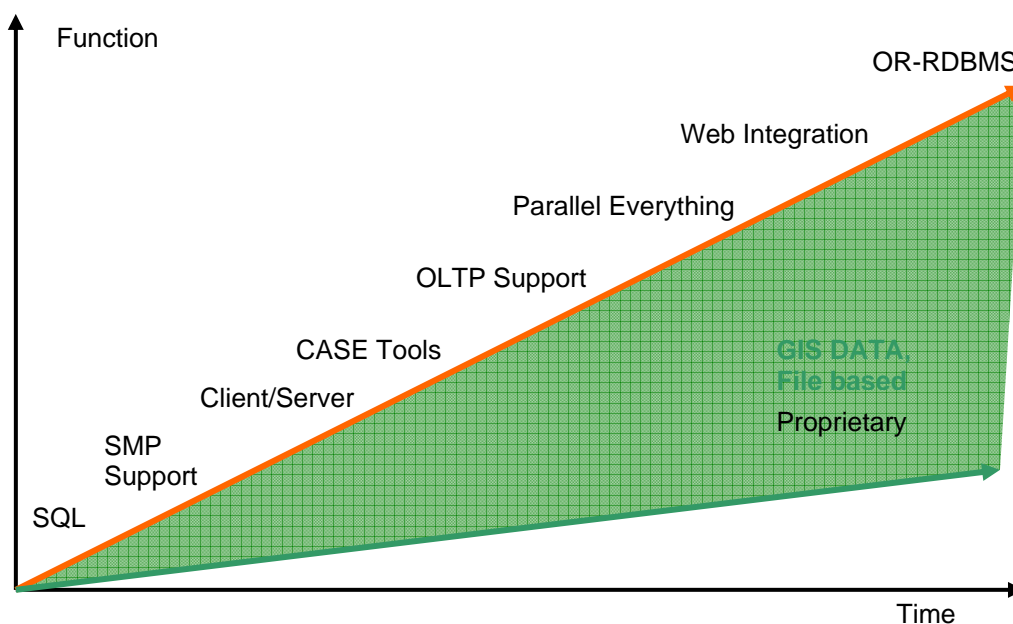 Function
OR-RDBMS
Web Integration
Parallel Everything
OLTP Support
CASE Tools
GIS DATA,
File based
Client/Server
Proprietary
SMP
Support
SQL
Time